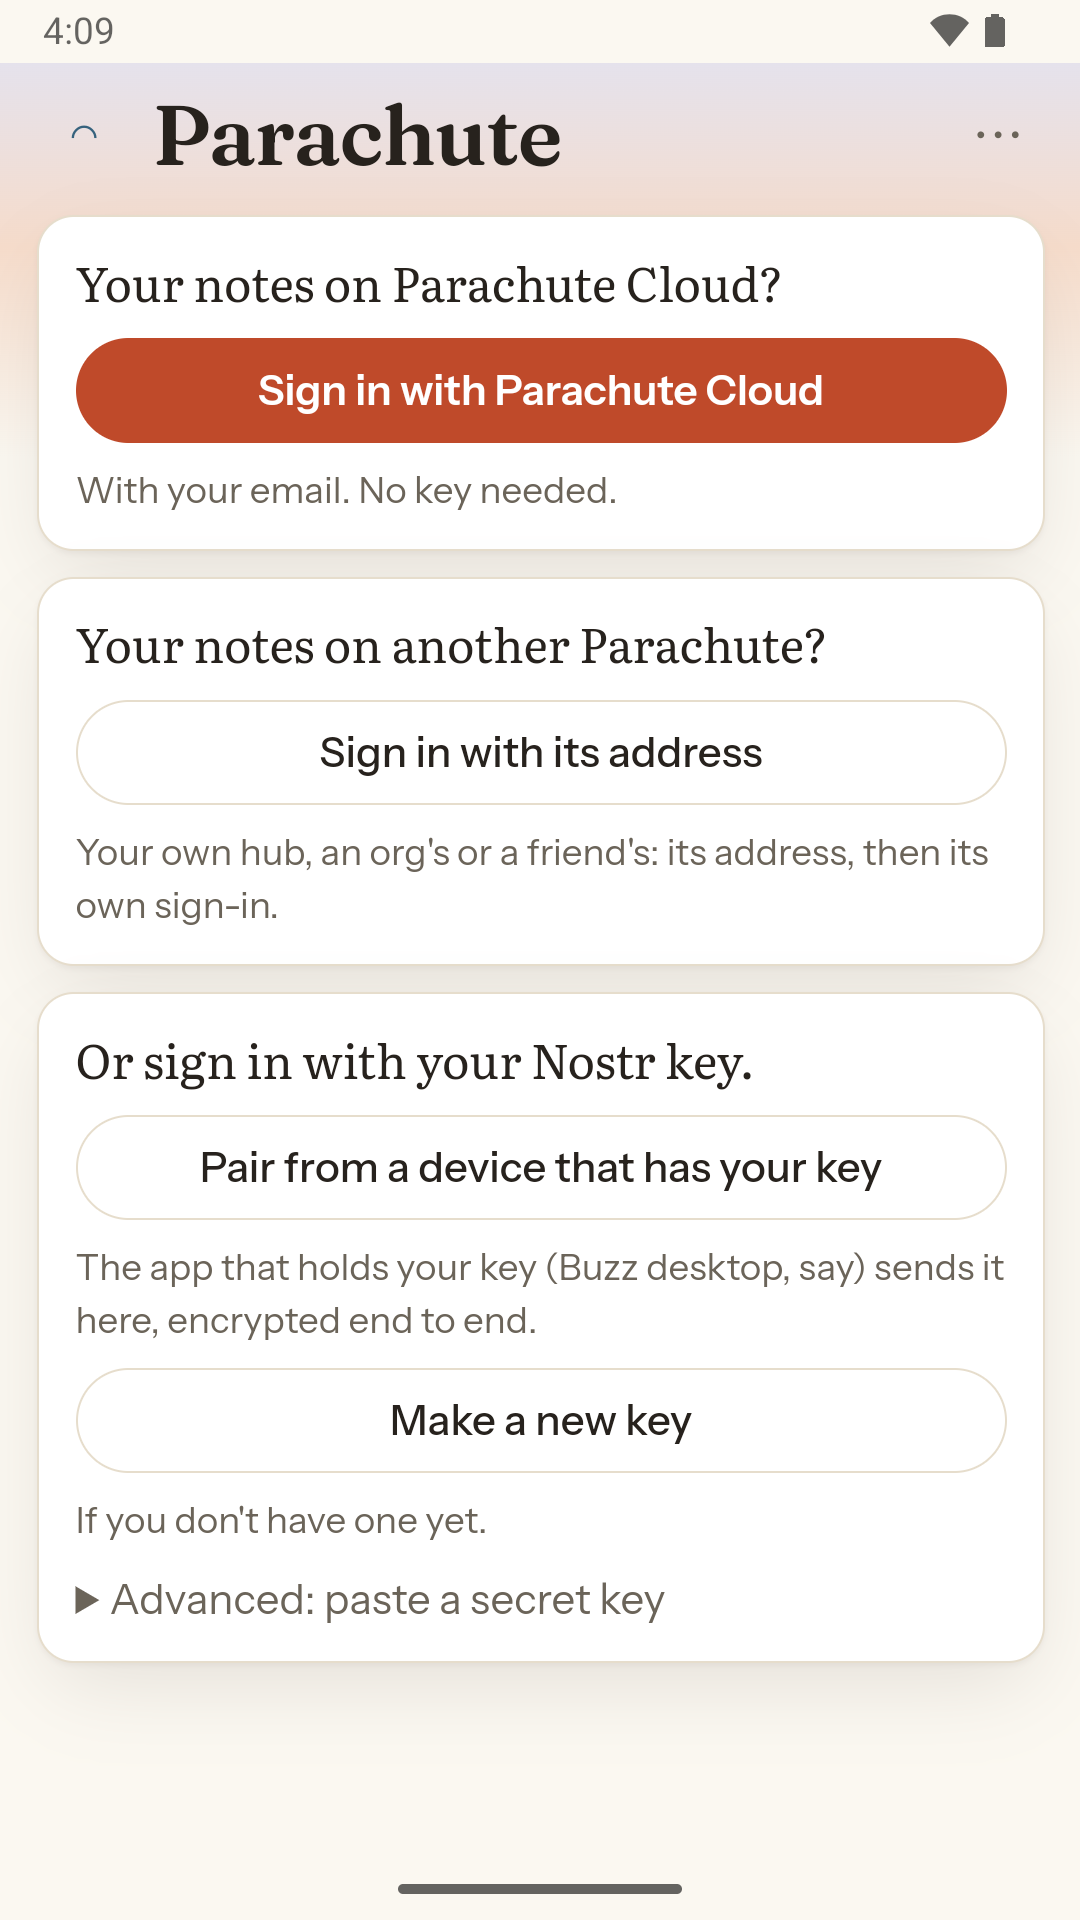 4:09
Parachute
Your notes on Parachute Cloud?
Sign in with Parachute Cloud
With your email. No key needed.
Your notes on another Parachute?
Sign in with its address
Your own hub, an org's or a friend's: its address, then its
own sign-in.
Or sign in with your Nostr key.
Pair from a device that has your key
The app that holds your key (Buzz desktop, say) sends it
here, encrypted end to end.
Make a new key
If you don't have one yet.
Advanced: paste a secret key